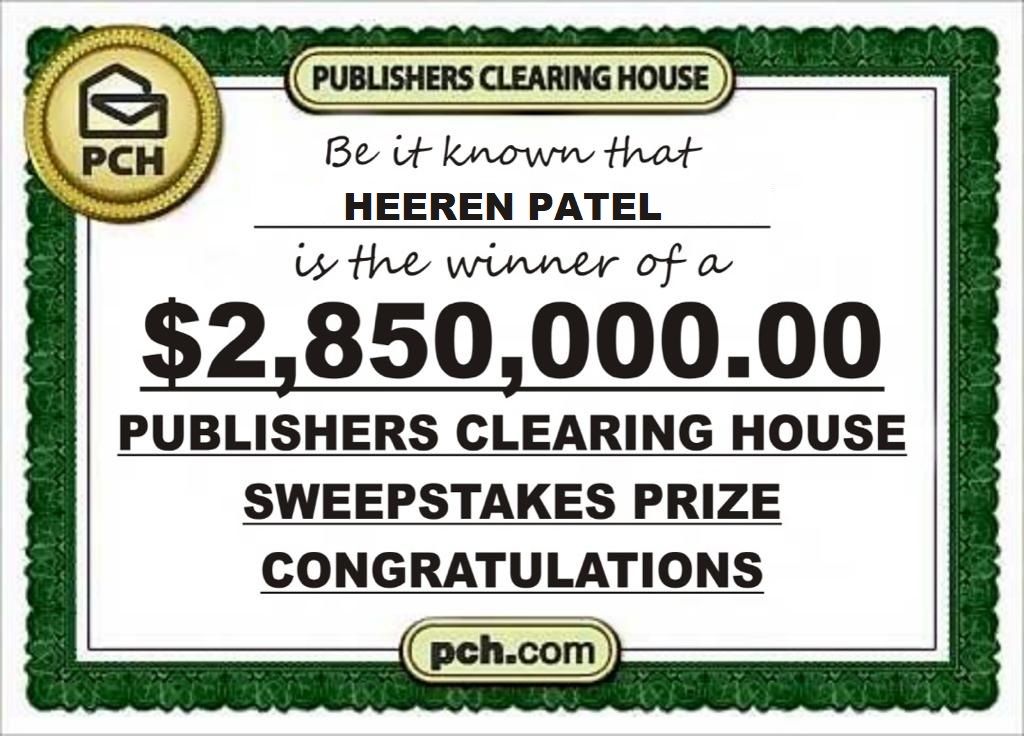 PUBLISHERS CLEARING HOUSE
PCH
Be it known that
HEEREN PATEL
is the winner of a
$2,850,000.00
PUBLISHERS CLEARING HOUSE
SWEEPSTAKES PRIZE
CONGRATULATIONS
pch.com